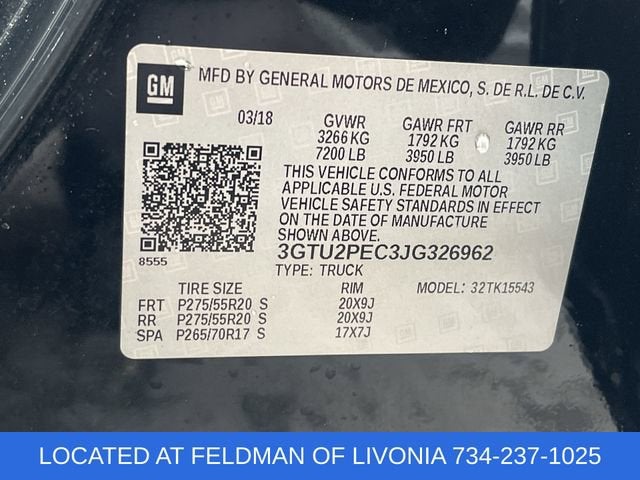 GM
MFD BY GENERAL MOTORS DE MEXICO, S. DE R.L. DE C.V.
03/18 GVWR GAWR FRT GAWR RR
3266 KG 1792 KG 1792 KG
7200 LB 3950 LB 3950 LB
THIS VEHICLE CONFORMS TO ALL
APPLICABLE U.S. FEDERAL MOTOR
VEHICLE SAFETY STANDARDS IN EFFECT
ON THE DATE OF MANUFACTURE
SHOWN ABOVE.
8555
3GTU2PEC3JG326962
TYPE: TRUCK MODEL: 32TK15543
TIRE SIZE RIM
FRT P275/55R20 S 20X9J
RR P275/55R20 S 20X9J
SPA P265/70R17 S 17X7J
LOCATED AT FELDMAN OF LIVONIA 734-237-1025